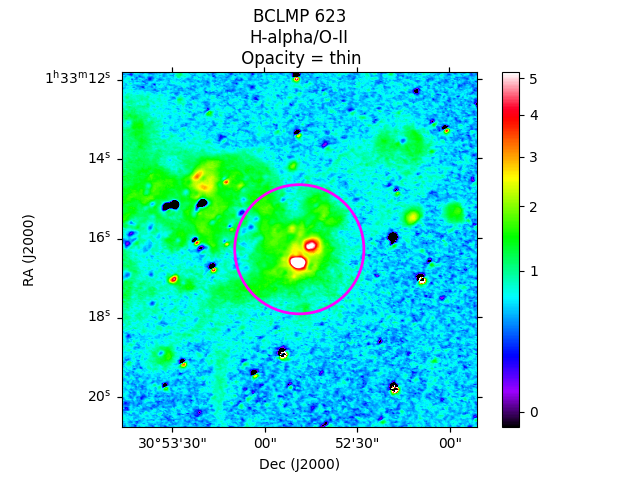 BCLMP 623
H-alpha/O-II
Opacity = thin
1ʰ33ᵐ12ˢ
14ˢ
16ˢ
18ˢ
20ˢ
RA (J2000)
30°53'30" 00" 52'30" 00"
Dec (J2000)
5
4
3
2
1
0